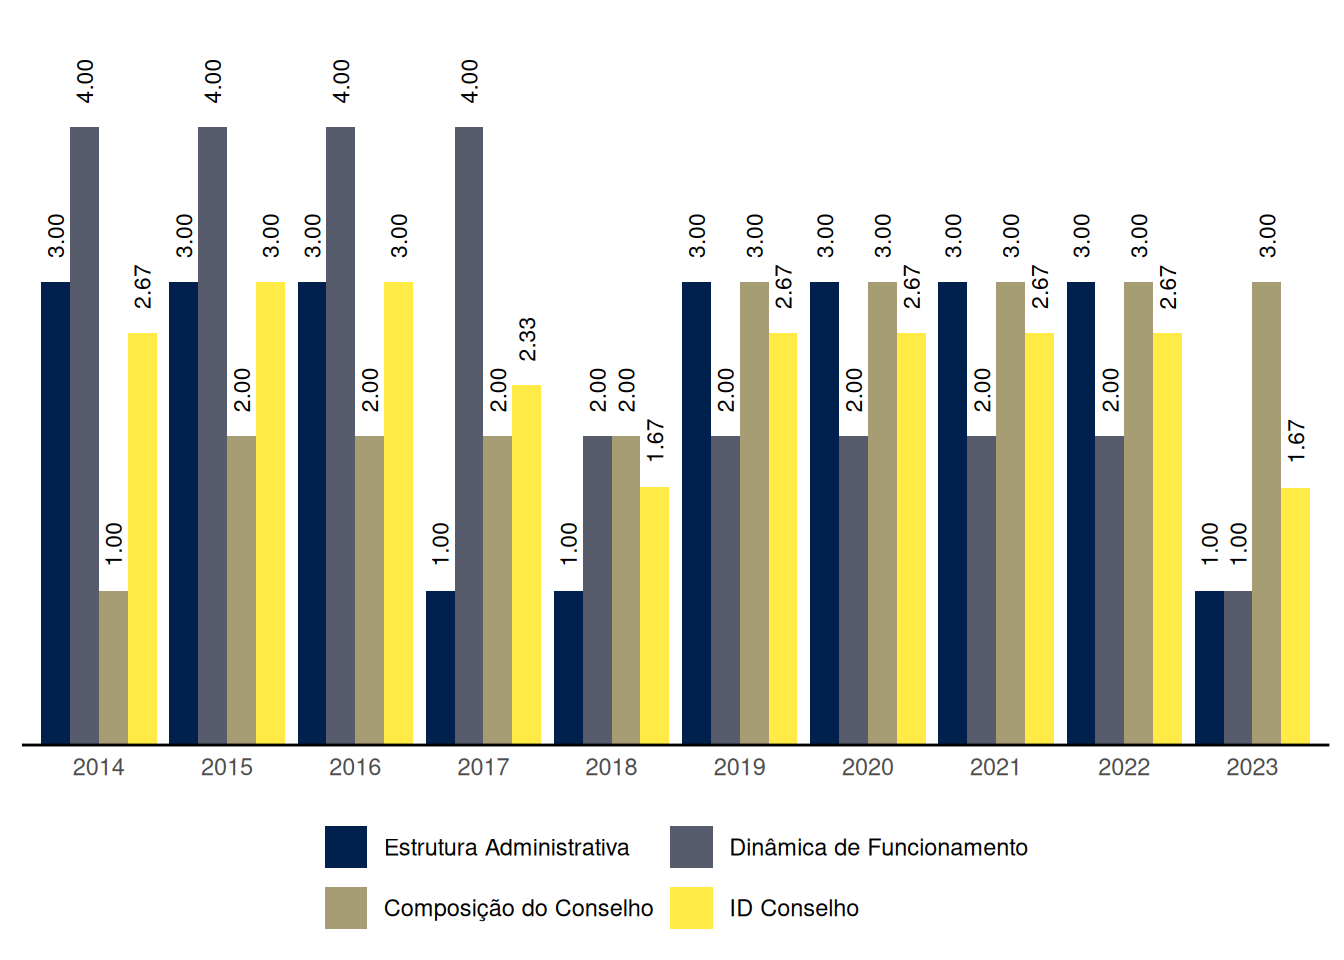 4.00 4.00 4.00 4.00
3.00 3.00 3.00 3.00 3.00 3.00 3.00 3.00 3.00 3.00 3.00 3.00 3.00 3.00
2.67 2.67 2.67 2.67 2.67
2.33
2.00 2.00 2.00 2.00 2.00 2.00 2.00 2.00 2.00
1.67 1.67
1.00 1.00 1.00 1.00 1.00
2014 2015 2016 2017 2018 2019 2020 2021 2022 2023
Estrutura Administrativa Dinâmica de Funcionamento
Composição do Conselho ID Conselho